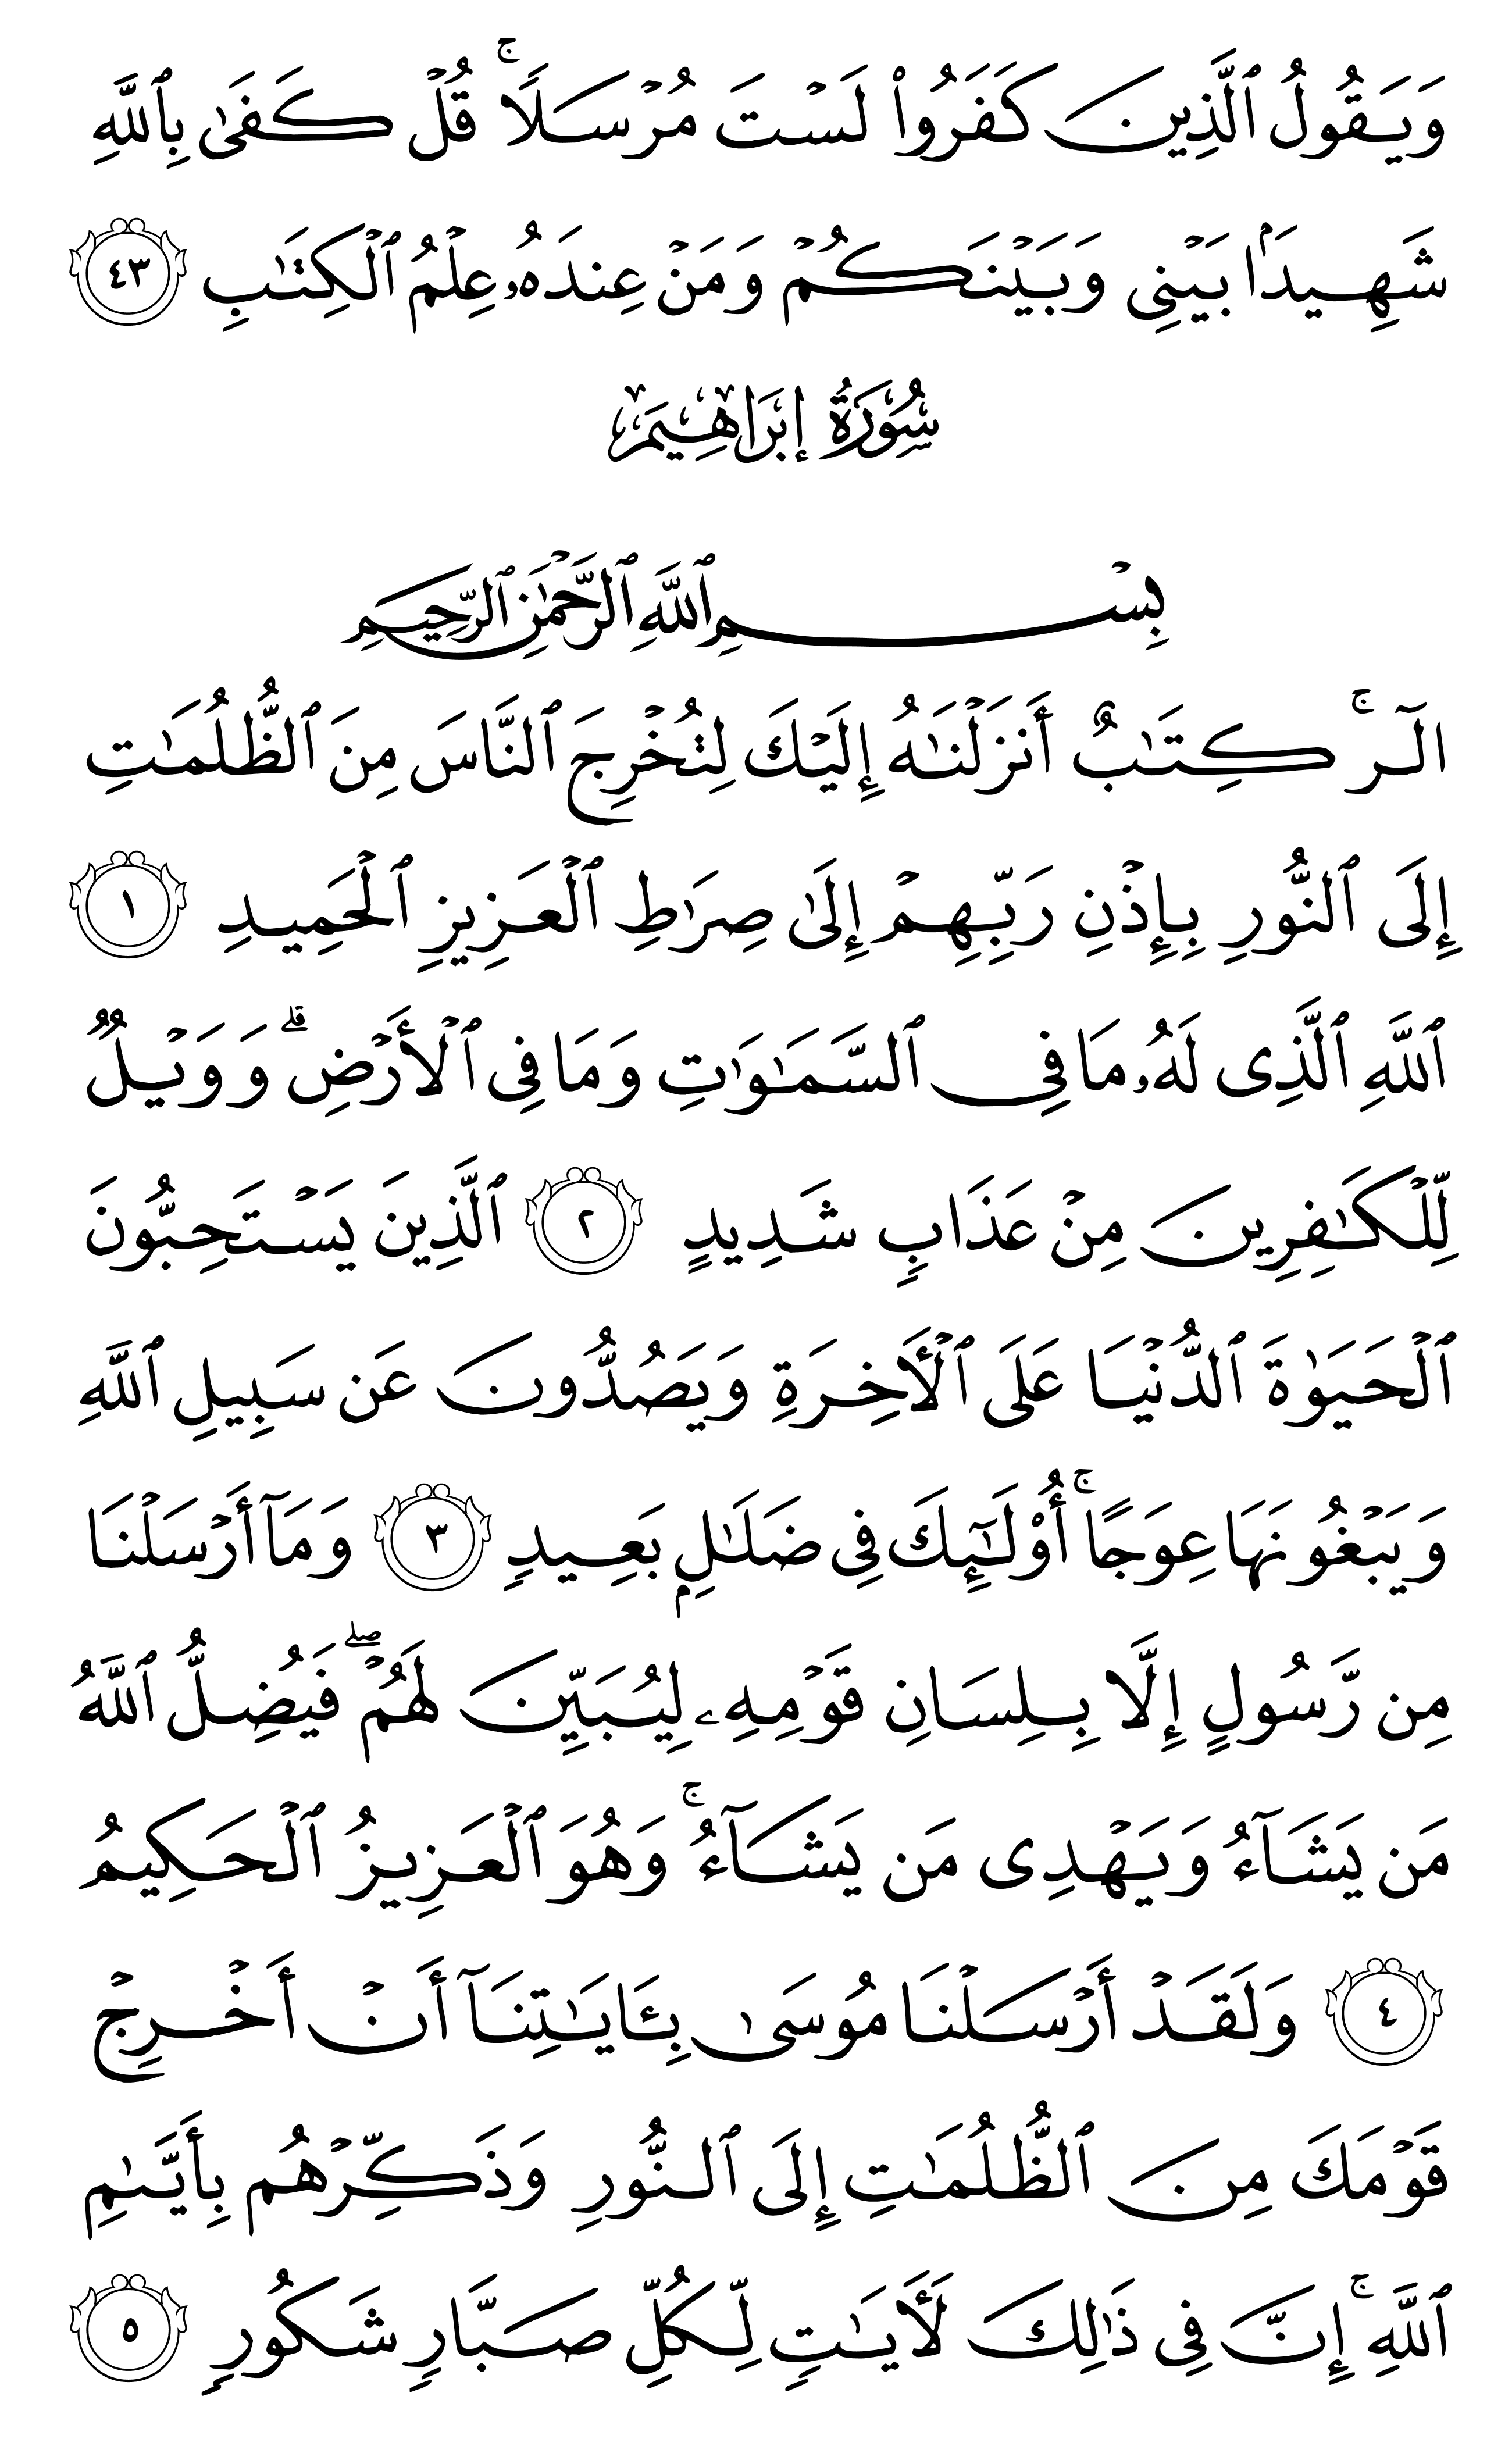 وَيَقُولُ ٱلَّذِينَ كَفَرُوا۟ لَسْتَ مُرْسَلًا ۚ قُلْ كَفَىٰ بِٱللَّهِ
شَهِيدًۢا بَيْنِى وَبَيْنَكُمْ وَمَنْ عِندَهُۥ عِلْمُ ٱلْكِتَـٰبِ ٤٣
سُورَةُ إِبۡرَاهِيمَ
بِسْمِ ٱللَّهِ ٱلرَّحْمَـٰنِ ٱلرَّحِيمِ
الٓر ۚ كِتَـٰبٌ أَنزَلْنَـٰهُ إِلَيْكَ لِتُخْرِجَ ٱلنَّاسَ مِنَ ٱلظُّلُمَـٰتِ
إِلَى ٱلنُّورِ بِإِذْنِ رَبِّهِمْ إِلَىٰ صِرَٰطِ ٱلْعَزِيزِ ٱلْحَمِيدِ ١
ٱللَّهِ ٱلَّذِى لَهُۥ مَا فِى ٱلسَّمَـٰوَٰتِ وَمَا فِى ٱلْأَرْضِ ۗ وَوَيْلٌ
لِّلْكَـٰفِرِينَ مِنْ عَذَابٍ شَدِيدٍ ٢ ٱلَّذِينَ يَسْتَحِبُّونَ
ٱلْحَيَوٰةَ ٱلدُّنْيَا عَلَى ٱلْـَٔاخِرَةِ وَيَصُدُّونَ عَن سَبِيلِ ٱللَّهِ
وَيَبْغُونَهَا عِوَجًا ۚ أُو۟لَـٰٓئِكَ فِى ضَلَـٰلٍۭ بَعِيدٍ ٣ وَمَآ أَرْسَلْنَا
مِن رَّسُولٍ إِلَّا بِلِسَانِ قَوْمِهِۦ لِيُبَيِّنَ لَهُمْ ۖ فَيُضِلُّ ٱللَّهُ
مَن يَشَآءُ وَيَهْدِى مَن يَشَآءُ ۚ وَهُوَ ٱلْعَزِيزُ ٱلْحَكِيمُ
٤ وَلَقَدْ أَرْسَلْنَا مُوسَىٰ بِـَٔايَـٰتِنَآ أَنْ أَخْرِجْ
قَوْمَكَ مِنَ ٱلظُّلُمَـٰتِ إِلَى ٱلنُّورِ وَذَكِّرْهُم بِأَيَّىٰمِ
ٱللَّهِ ۚ إِنَّ فِى ذَٰلِكَ لَـَٔايَـٰتٍ لِّكُلِّ صَبَّارٍ شَكُورٍ ٥